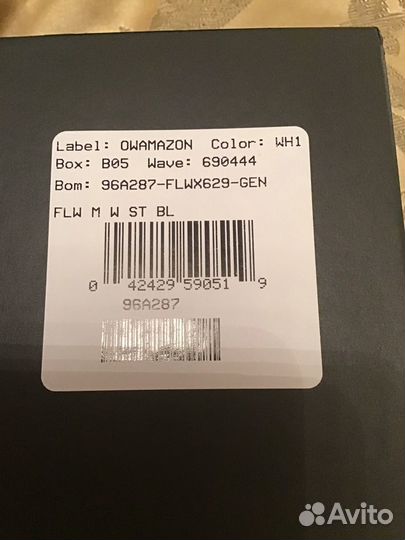 Label: OWAMAZON Color: WH1
Box: B05 Wave: 690444
Bom: 96A287-FLWX629-GEN
FLW M W ST BL
0 42429 59051 9
96A287
Avito